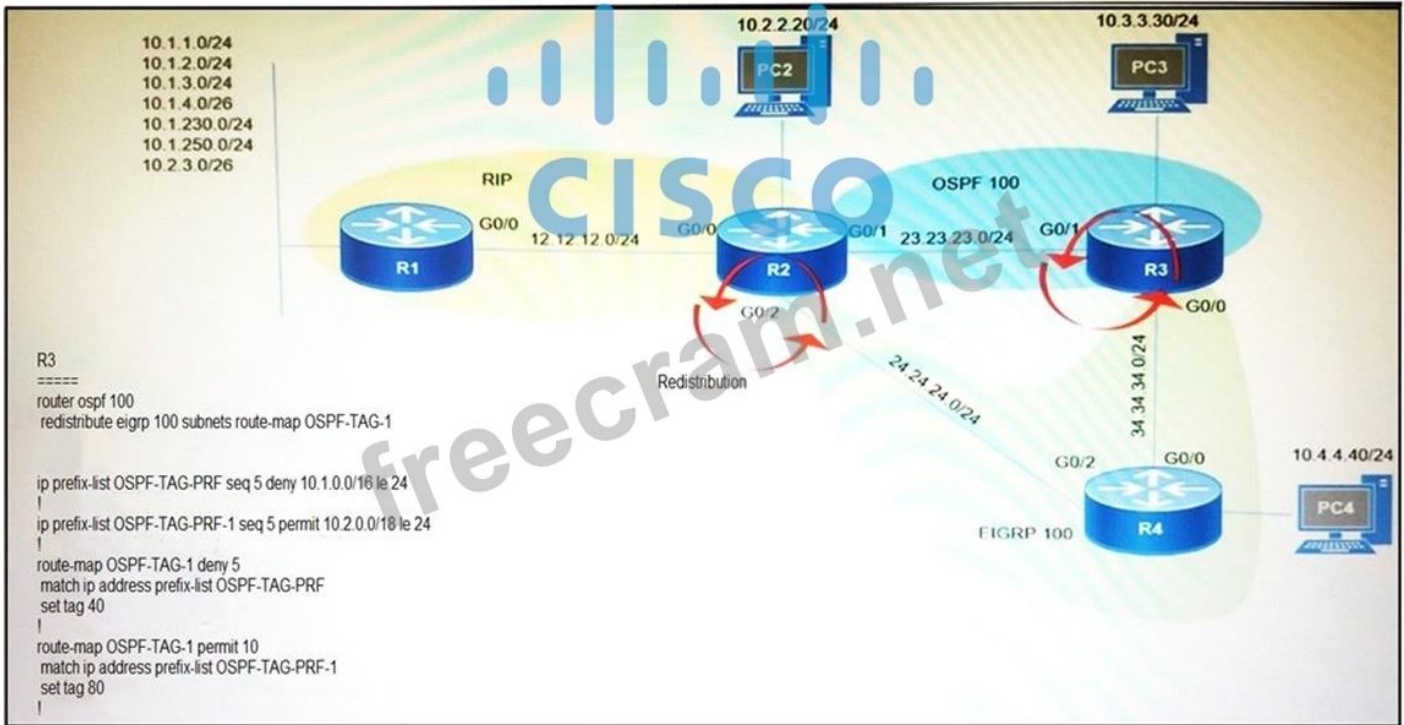 10.1.1.0/24
10.1.2.0/24
10.1.3.0/24
10.1.4.0/26
10.1.230.0/24
10.1.250.0/24
10.2.3.0/26
10.2.2.20/24
PC2
10.3.3.30/24
PC3
CISCO
RIP
OSPF 100
G0/0
12.12.12.0/24
G0/0
G0/1
23.23.23.0/24
G0/1
R1
R2
R3
G0/2
G0/0
Redistribution
24.24.24.0/24
34.34.34.0/24
G0/2
G0/0
10.4.4.40/24
EIGRP 100
R4
PC4
freecram.net
R3
=====
router ospf 100
redistribute eigrp 100 subnets route-map OSPF-TAG-1
ip prefix-list OSPF-TAG-PRF seq 5 deny 10.1.0.0/16 le 24
!
ip prefix-list OSPF-TAG-PRF-1 seq 5 permit 10.2.0.0/18 le 24
!
route-map OSPF-TAG-1 deny 5
match ip address prefix-list OSPF-TAG-PRF
set tag 40
!
route-map OSPF-TAG-1 permit 10
match ip address prefix-list OSPF-TAG-PRF-1
set tag 80
!